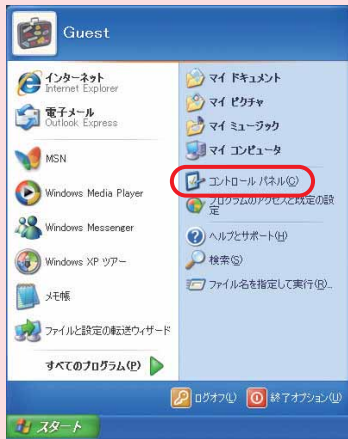 Guest
インターネット
Internet Explorer
電子メール
Outlook Express
MSN
Windows Media Player
Windows Messenger
Windows XP ツアー
メモ帳
ファイルと設定の転送ウィザード
すべてのプログラム(P)
マイ ドキュメント
マイ ピクチャ
マイ ミュージック
マイ コンピュータ
コントロール パネル(C)
プログラムのアクセスと既定の設
定
ヘルプとサポート(H)
検索(S)
ファイル名を指定して実行(R)...
ログオフ(L)
終了オプション(U)
スタート